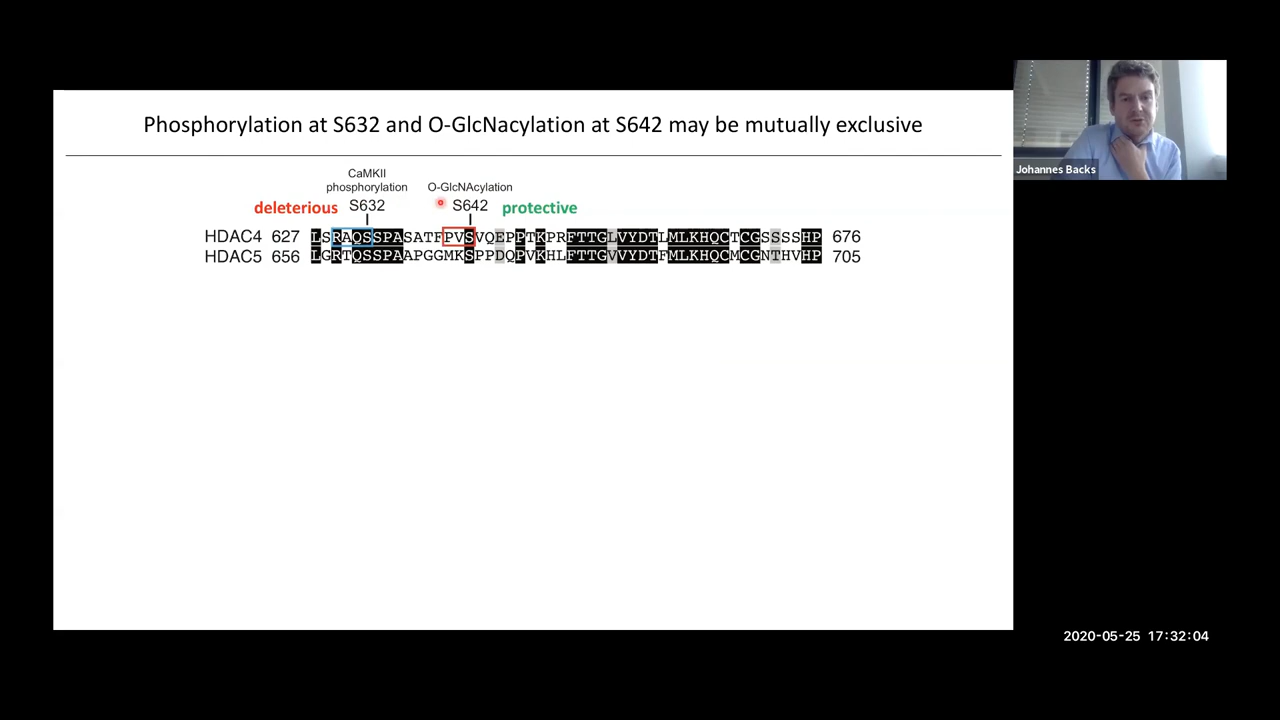 Phosphorylation at S632 and O-GlcNacylation at S642 may be mutually exclusive
CaMKII
phosphorylation
O-GlcNAcylation
deleterious S632 S642 protective
HDAC4 627 LSRAQSSPASATFPVSVQEPPTKPRFTTGLVYDTLMLKHQCTCGSSSSHP 676
HDAC5 656 LGRTQSSPAAPGGMKSPPDQPVKHLFTTGVVYDTFMLKHQCMCGNTHVHP 705
Johannes Backs
2020-05-25 17:32:04